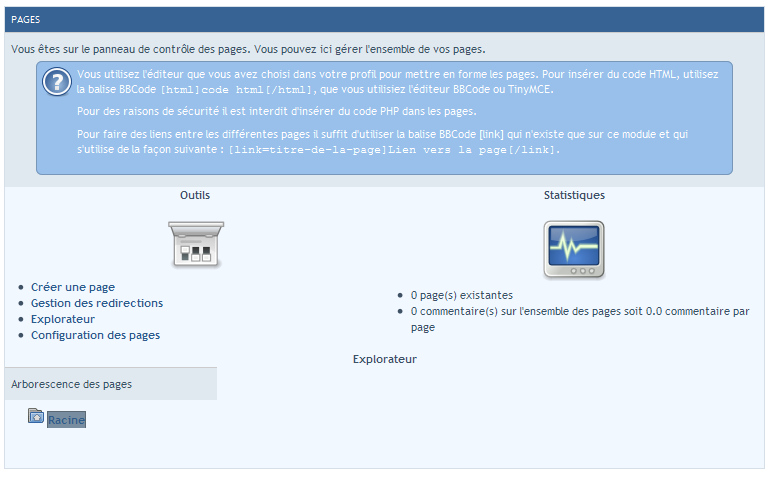 PAGES
Vous êtes sur le panneau de contrôle des pages. Vous pouvez ici gérer l'ensemble de vos pages.
Vous utilisez l'éditeur que vous avez choisi dans votre profil pour mettre en forme les pages. Pour insérer du code HTML, utilisez
la balise BBCode [html]code html[/html], que vous utilisiez l'éditeur BBCode ou TinyMCE.
Pour des raisons de sécurité il est interdit d'insérer du code PHP dans les pages.
Pour faire des liens entre les différentes pages il suffit d'utiliser la balise BBCode [link] qui n'existe que sur ce module et qui
s'utilise de la façon suivante : [link=titre-de-la-page]Lien vers la page[/link].
Outils
Créer une page
Gestion des redirections
Explorateur
Configuration des pages
Statistiques
0 page(s) existantes
0 commentaire(s) sur l'ensemble des pages soit 0.0 commentaire par
page
Explorateur
Arborescence des pages
Racine